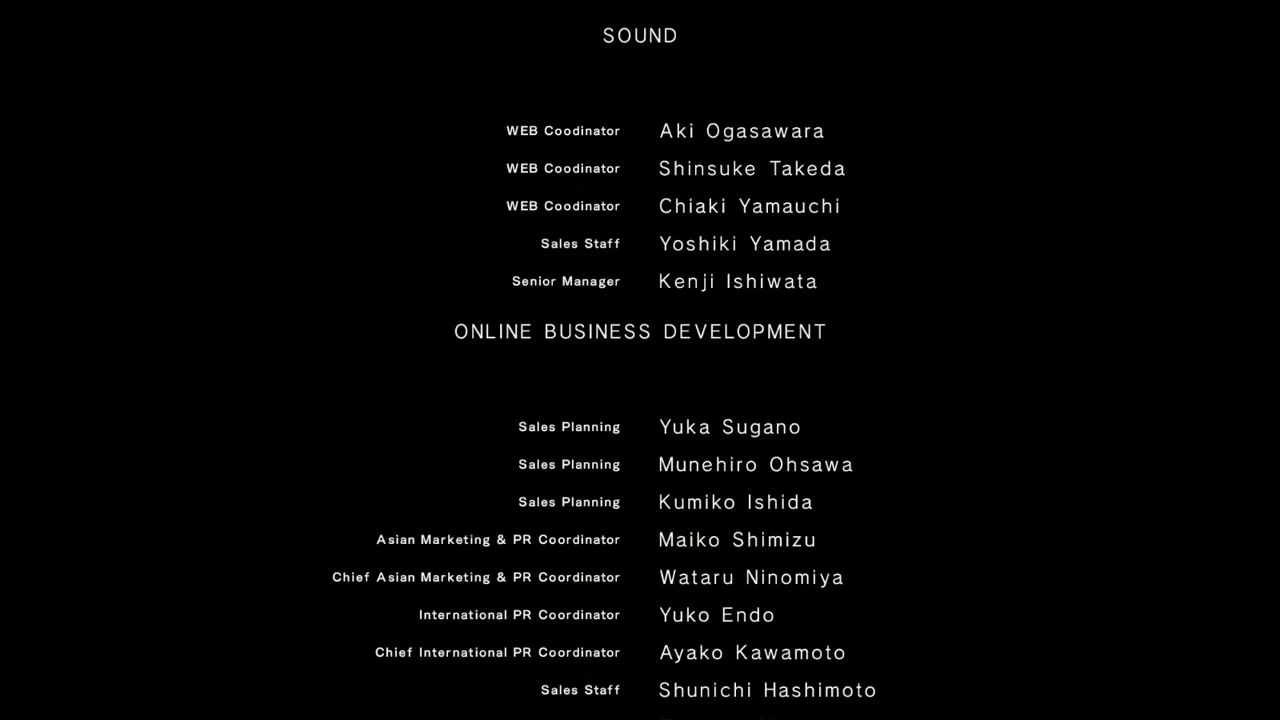 SOUND
WEB Coodinator Aki Ogasawara
WEB Coodinator Shinsuke Takeda
WEB Coodinator Chiaki Yamauchi
Sales Staff Yoshiki Yamada
Senior Manager Kenji Ishiwata
ONLINE BUSINESS DEVELOPMENT
Sales Planning Yuka Sugano
Sales Planning Munehiro Ohsawa
Sales Planning Kumiko Ishida
Asian Marketing & PR Coordinator Maiko Shimizu
Chief Asian Marketing & PR Coordinator Wataru Ninomiya
International PR Coordinator Yuko Endo
Chief International PR Coordinator Ayako Kawamoto
Sales Staff Shunichi Hashimoto